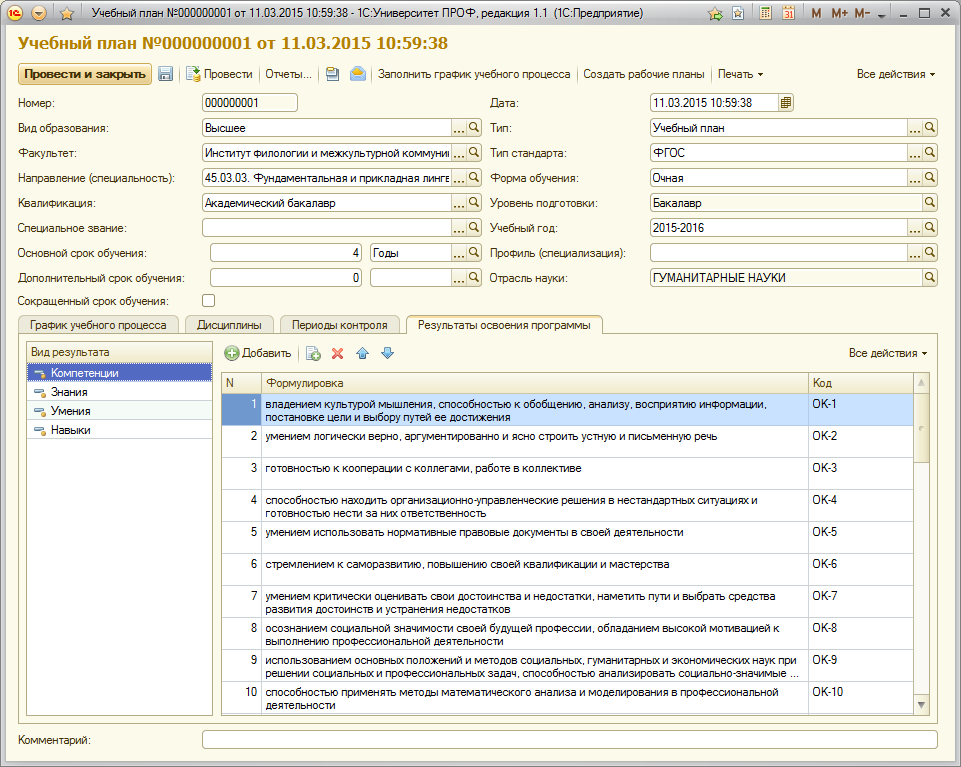 Учебный план №000000001 от 11.03.2015 10:59:38 - 1С:Университет ПРОФ, редакция 1.1 (1С:Предприятие)
M M+ M-
Учебный план №000000001 от 11.03.2015 10:59:38
Провести и закрыть Провести Отчеты... Заполнить график учебного процесса Создать рабочие планы Печать Все действия
Номер: 000000001 Дата: 11.03.2015 10:59:38
Вид образования: Высшее ... Тип: Учебный план ...
Факультет: Институт филологии и межкультурной коммуни ... Тип стандарта: ФГОС ...
Направление (специальность): 45.03.03. Фундаментальная и прикладная линге ... Форма обучения: Очная ...
Квалификация: Академический бакалавр ... Уровень подготовки: Бакалавр
Специальное звание: ... Учебный год: 2015-2016 ...
Основной срок обучения: 4 Годы ... Профиль (специализация): ...
Дополнительный срок обучения: 0 ... Отрасль науки: ГУМАНИТАРНЫЕ НАУКИ
Сокращенный срок обучения:
График учебного процесса Дисциплины Периоды контроля Результаты освоения программы
Вид результата
Компетенции
Знания
Умения
Навыки
Добавить Все действия
N Формулировка Код
1 владением культурой мышления, способностью к обобщению, анализу, восприятию информации, ОК-1
постановке цели и выбору путей ее достижения
2 умением логически верно, аргументированно и ясно строить устную и письменную речь ОК-2
3 готовностью к кооперации с коллегами, работе в коллективе ОК-3
4 способностью находить организационно-управленческие решения в нестандартных ситуациях и ОК-4
готовностью нести за них ответственность
5 умением использовать нормативные правовые документы в своей деятельности ОК-5
6 стремлением к саморазвитию, повышению своей квалификации и мастерства ОК-6
7 умением критически оценивать свои достоинства и недостатки, наметить пути и выбрать средства ОК-7
развития достоинств и устранения недостатков
8 осознанием социальной значимости своей будущей профессии, обладанием высокой мотивацией к ОК-8
выполнению профессиональной деятельности
9 использованием основных положений и методов социальных, гуманитарных и экономических наук при ОК-9
решении социальных и профессиональных задач, способностью анализировать социально-значимые ...
10 способностью применять методы математического анализа и моделирования в профессиональной ОК-10
деятельности
Комментарий: